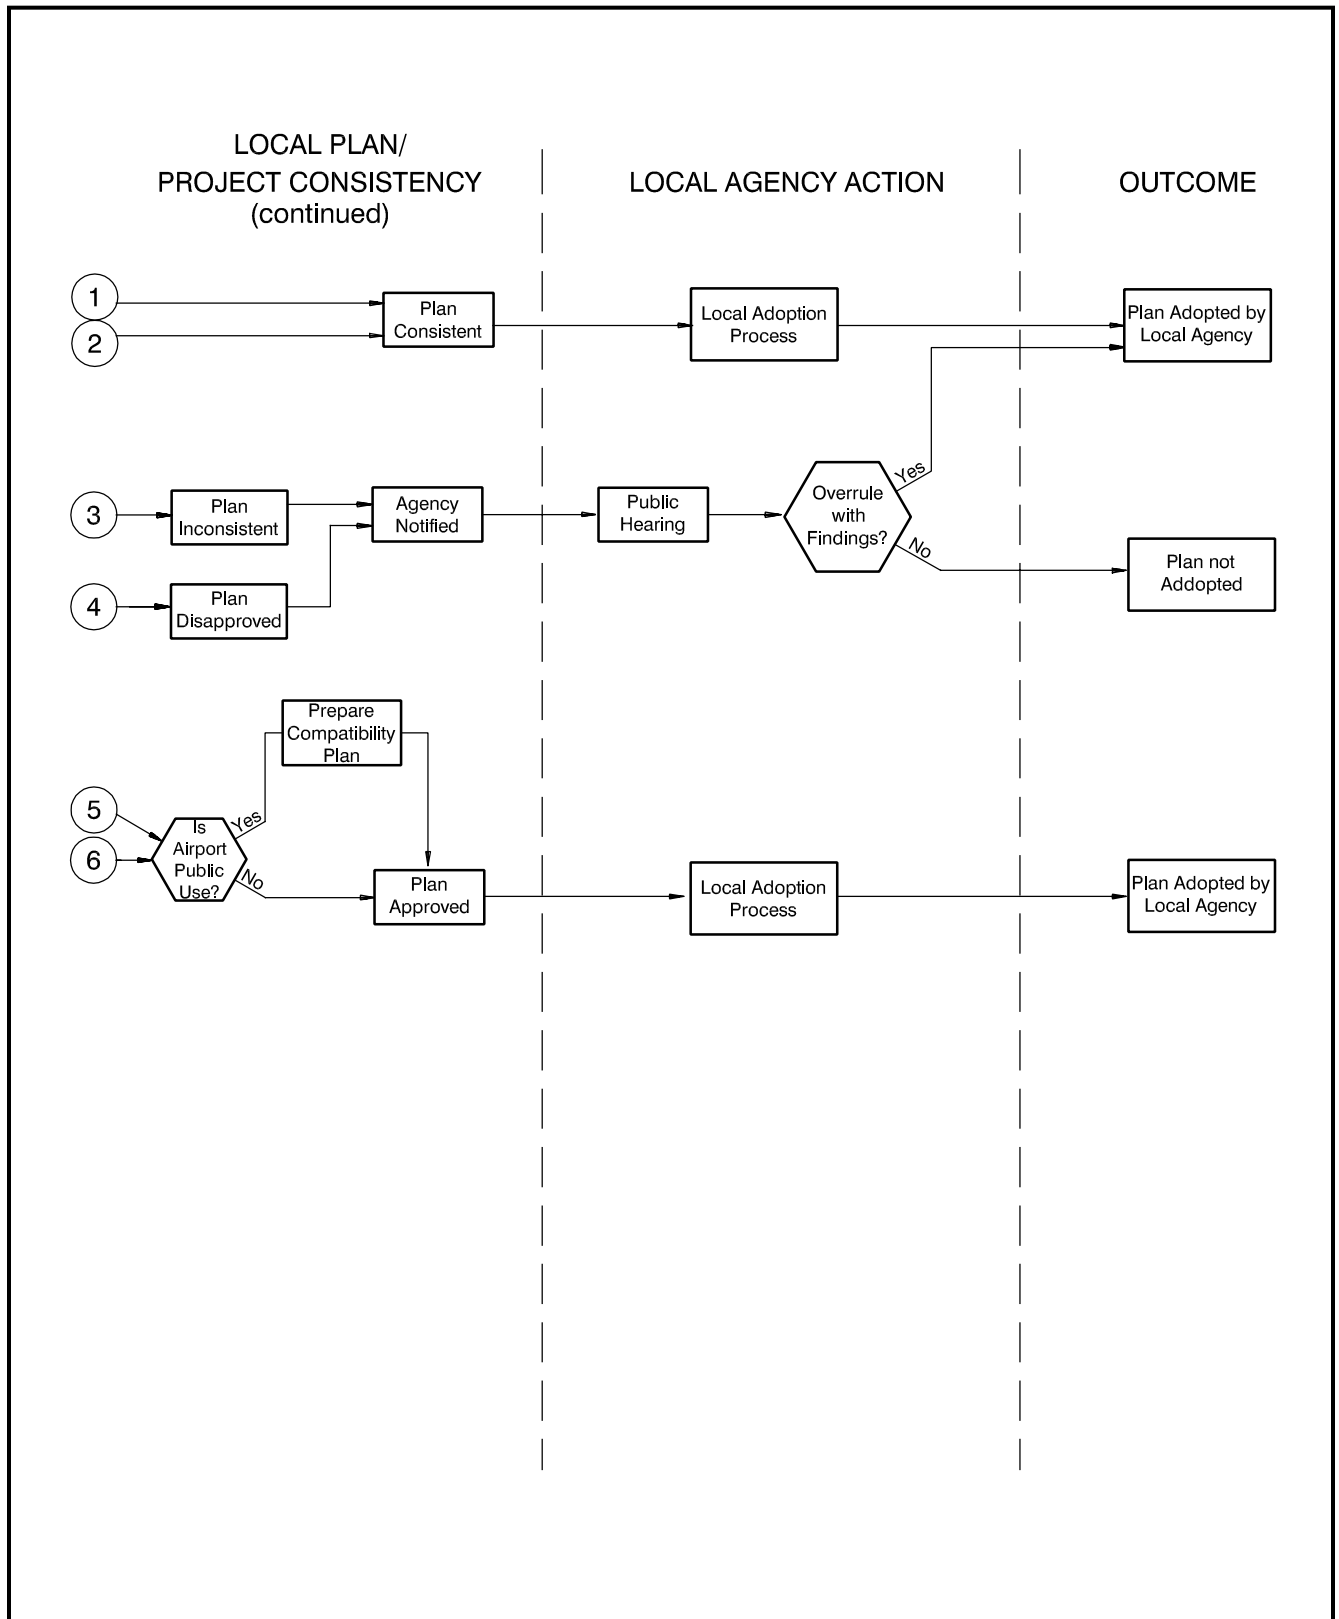 LOCAL PLAN/
PROJECT CONSISTENCY
(continued)
LOCAL AGENCY ACTION
OUTCOME
1
2
Plan
Consistent
Local Adoption
Process
Plan Adopted by
Local Agency
3
Plan
Inconsistent
Agency
Notified
Public
Hearing
Overrule
with
Findings?
Yes
No
Plan not
Addopted
4
Plan
Disapproved
Prepare
Compatibility
Plan
5
6
Is
Airport
Public
Use?
Yes
No
Plan
Approved
Local Adoption
Process
Plan Adopted by
Local Agency